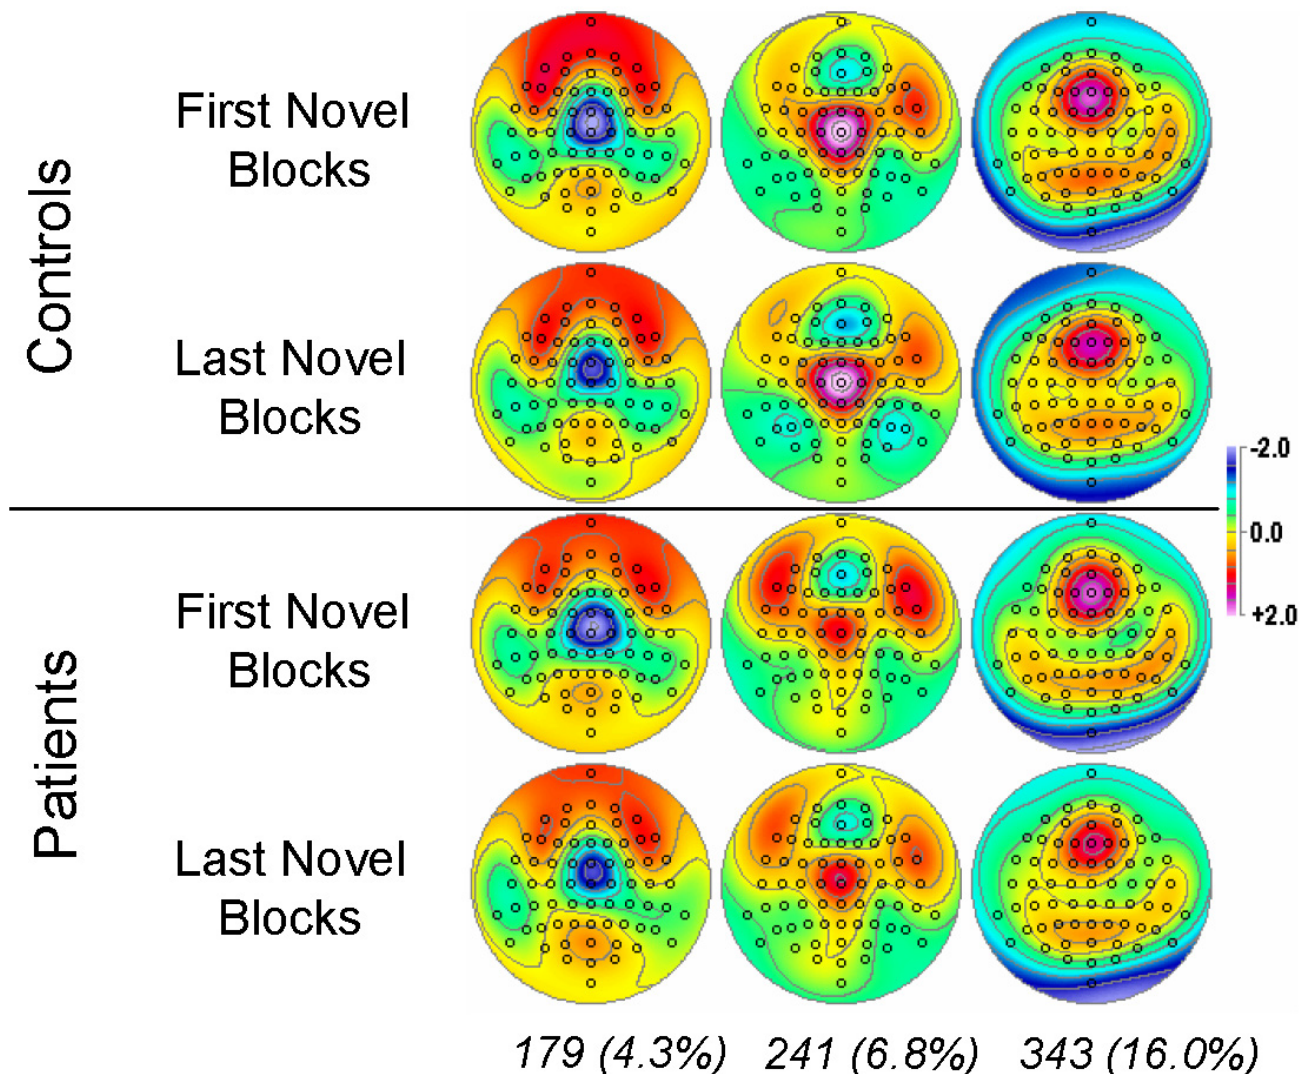 Controls
First Novel
Blocks
Last Novel
Blocks
-2.0
0.0
+2.0
Patients
First Novel
Blocks
Last Novel
Blocks
179 (4.3%) 241 (6.8%) 343 (16.0%)